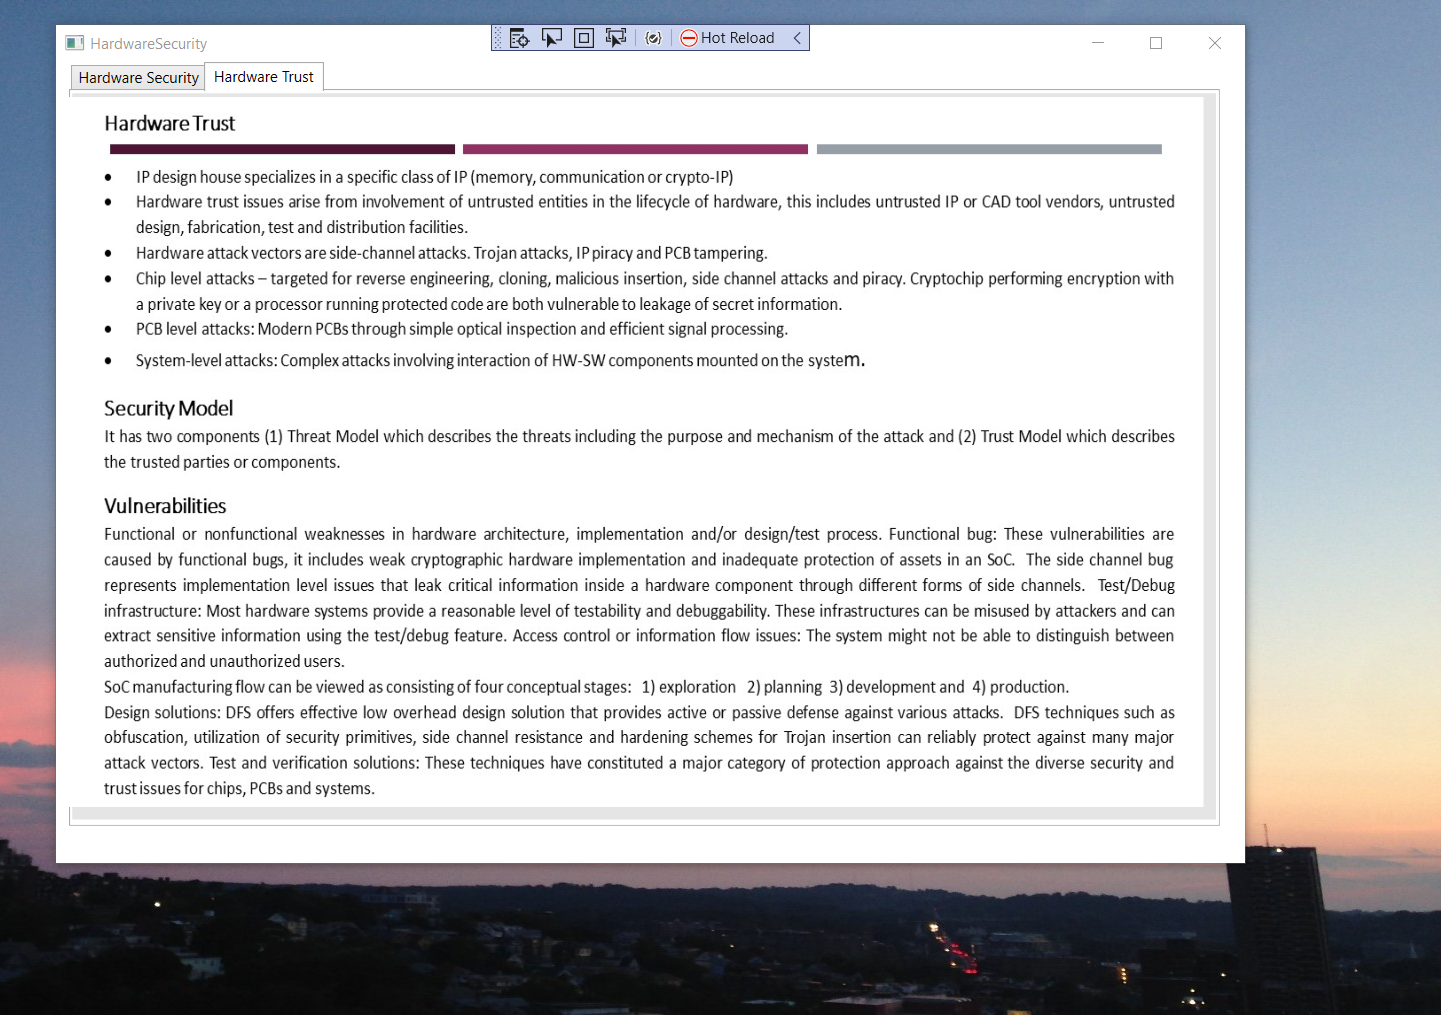 HardwareSecurity
Hot Reload
Hardware Security
Hardware Trust
Hardware Trust
• IP design house specializes in a specific class of IP (memory, communication or crypto-IP)
• Hardware trust issues arise from involvement of untrusted entities in the lifecycle of hardware, this includes untrusted IP or CAD tool vendors, untrusted
design, fabrication, test and distribution facilities.
• Hardware attack vectors are side-channel attacks. Trojan attacks, IP piracy and PCB tampering.
• Chip level attacks – targeted for reverse engineering, cloning, malicious insertion, side channel attacks and piracy. Cryptochip performing encryption with
a private key or a processor running protected code are both vulnerable to leakage of secret information.
• PCB level attacks: Modern PCBs through simple optical inspection and efficient signal processing.
• System-level attacks: Complex attacks involving interaction of HW-SW components mounted on the system.
Security Model
It has two components (1) Threat Model which describes the threats including the purpose and mechanism of the attack and (2) Trust Model which describes
the trusted parties or components.
Vulnerabilities
Functional or nonfunctional weaknesses in hardware architecture, implementation and/or design/test process. Functional bug: These vulnerabilities are
caused by functional bugs, it includes weak cryptographic hardware implementation and inadequate protection of assets in an SoC. The side channel bug
represents implementation level issues that leak critical information inside a hardware component through different forms of side channels. Test/Debug
infrastructure: Most hardware systems provide a reasonable level of testability and debuggability. These infrastructures can be misused by attackers and can
extract sensitive information using the test/debug feature. Access control or information flow issues: The system might not be able to distinguish between
authorized and unauthorized users.
SoC manufacturing flow can be viewed as consisting of four conceptual stages: 1) exploration 2) planning 3) development and 4) production.
Design solutions: DFS offers effective low overhead design solution that provides active or passive defense against various attacks. DFS techniques such as
obfuscation, utilization of security primitives, side channel resistance and hardening schemes for Trojan insertion can reliably protect against many major
attack vectors. Test and verification solutions: These techniques have constituted a major category of protection approach against the diverse security and
trust issues for chips, PCBs and systems.